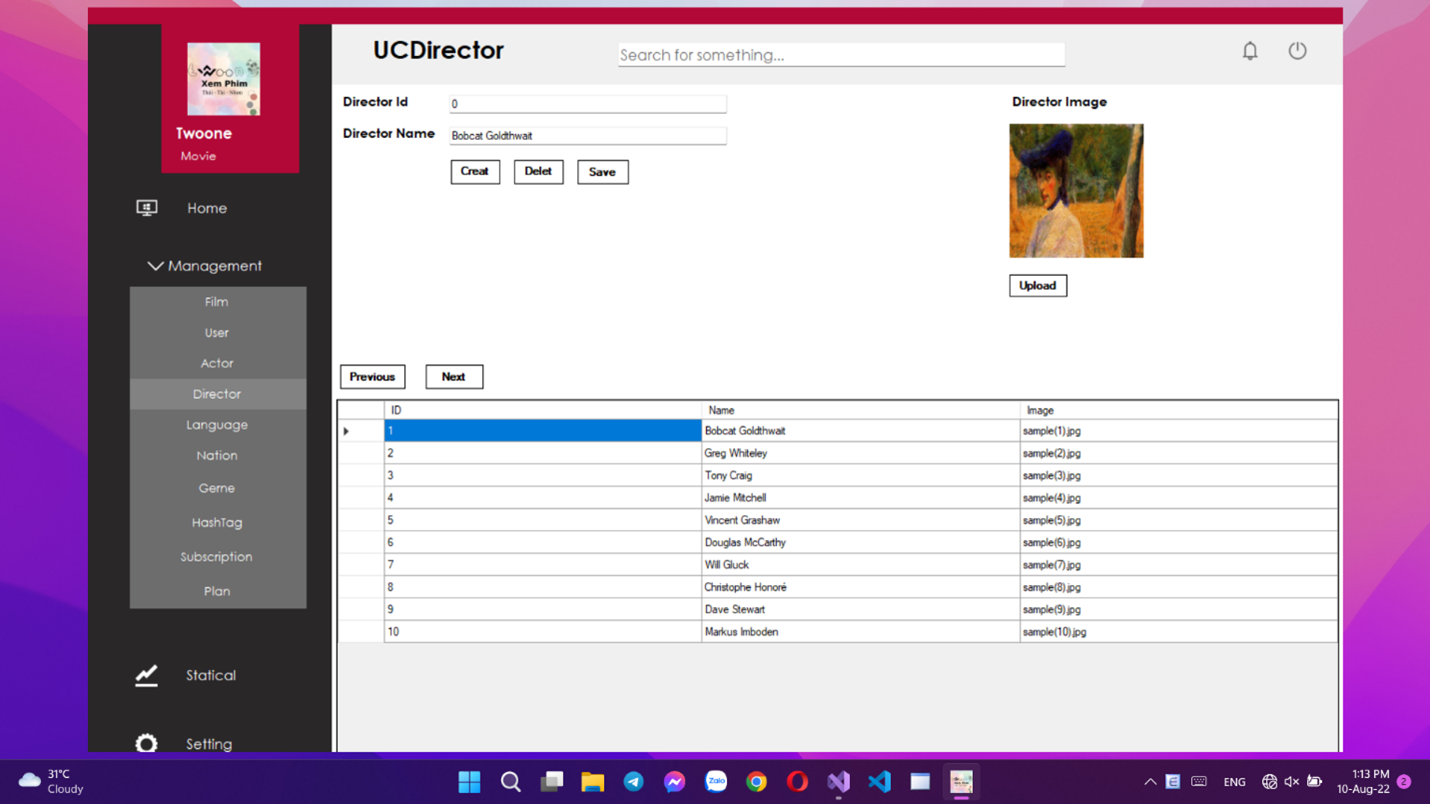 Xem Phim
Twoone
Movie
Home
Management
Film
User
Actor
Director
Language
Nation
Gerne
HashTag
Subscription
Plan
Statical
Setting
UCDirector
Search for something...
Director Id
0
Director Name
Bobcat Goldthwait
Creat Delet Save
Director Image
Upload
Previous Next
ID Name Image
1 Bobcat Goldthwait sample(1).jpg
2 Greg Whiteley sample(2).jpg
3 Tony Craig sample(3).jpg
4 Jamie Mitchell sample(4).jpg
5 Vincent Grashaw sample(5).jpg
6 Douglas McCarthy sample(6).jpg
7 Will Gluck sample(7).jpg
8 Christophe Honoré sample(8).jpg
9 Dave Stewart sample(9).jpg
10 Markus Imboden sample(10).jpg
31°C
Cloudy
Zalo
E
ENG
1:13 PM
10-Aug-22
2